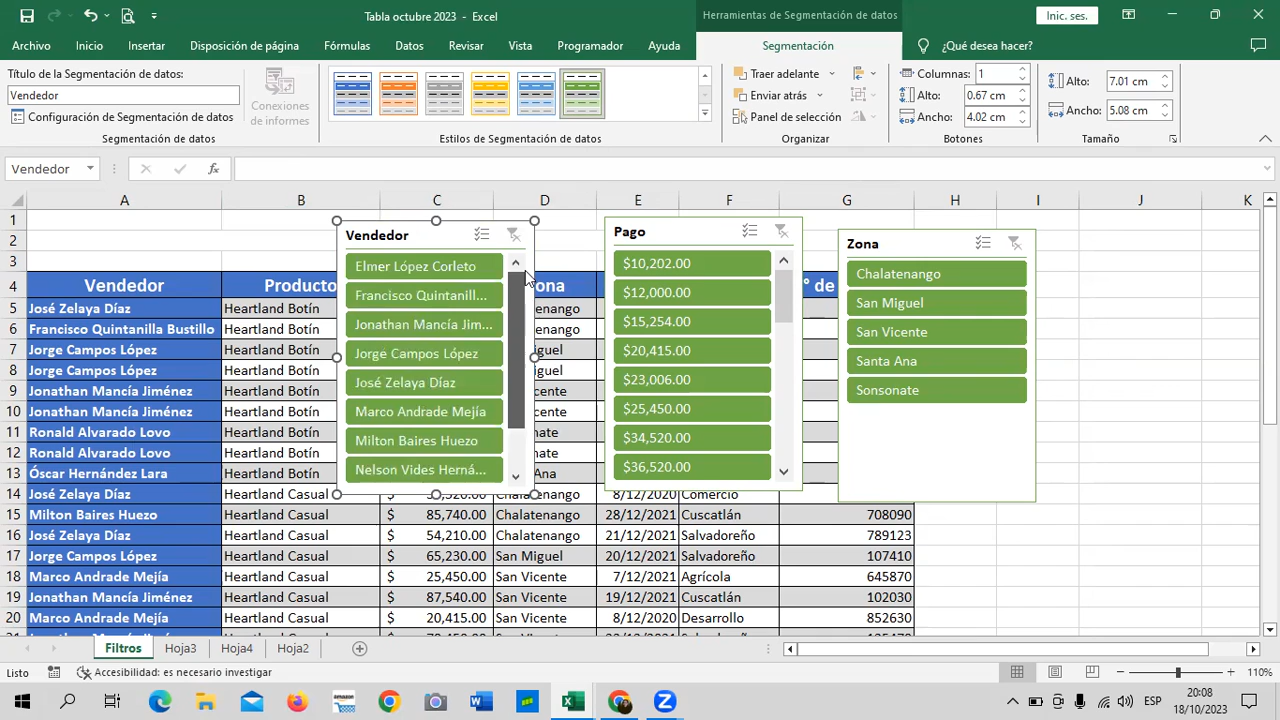 Tabla octubre 2023 - Excel
Herramientas de Segmentación de datos
Inic. ses.
Archivo Inicio Insertar Disposición de página Fórmulas Datos Revisar Vista Programador Ayuda Segmentación ¿Qué desea hacer?
Título de la Segmentación de datos:
Vendedor
Configuración de Segmentación de datos
Segmentación de datos
Conexiones de informes
Estilos de Segmentación de datos
Traer adelante
Enviar atrás
Panel de selección
Organizar
Columnas: 1
Alto: 0.67 cm
Ancho: 4.02 cm
Botones
Alto: 7.01 cm
Ancho: 5.08 cm
Tamaño
Vendedor fx
A B C D E F G H I J K
1
2
3
4 Vendedor Producto ona ° de
5 José Zelaya Díaz Heartland Botín enango
6 Francisco Quintanilla Bustillo Heartland Botín enango
7 Jorge Campos López Heartland Botín iguel
8 Jorge Campos López Heartland Botín iguel
9 Jonathan Mancía Jiménez Heartland Botín cente
10 Jonathan Mancía Jiménez Heartland Botín cente
11 Ronald Alvarado Lovo Heartland Botín nate
12 Ronald Alvarado Lovo Heartland Botín nate
13 Óscar Hernández Lara Heartland Botín Ana
14 José Zelaya Díaz Heartland Casual $ Chalatenango 8/12/2020 Comercio
15 Milton Baires Huezo Heartland Casual $ 85,740.00 Chalatenango 28/12/2021 Cuscatlán 708090
16 José Zelaya Díaz Heartland Casual $ 54,210.00 Chalatenango 21/12/2021 Salvadoreño 789123
17 Jorge Campos López Heartland Casual $ 65,230.00 San Miguel 20/12/2021 Salvadoreño 107410
18 Marco Andrade Mejía Heartland Casual $ 25,450.00 San Vicente 7/12/2021 Agrícola 645870
19 Jonathan Mancía Jiménez Heartland Casual $ 87,540.00 San Vicente 19/12/2021 Cuscatlán 102030
20 Marco Andrade Mejía Heartland Casual $ 20,415.00 San Vicente 8/12/2020 Desarrollo 852630
Vendedor
Elmer López Corleto
Francisco Quintanill...
Jonathan Mancía Jim...
Jorge Campos López
José Zelaya Díaz
Marco Andrade Mejía
Milton Baires Huezo
Nelson Vides Herná...
Pago
$10,202.00
$12,000.00
$15,254.00
$20,415.00
$23,006.00
$25,450.00
$34,520.00
$36,520.00
Zona
Chalatenango
San Miguel
San Vicente
Santa Ana
Sonsonate
Filtros Hoja3 Hoja4 Hoja2
Listo Accesibilidad: es necesario investigar 110%
amazon
ESP
20:08
18/10/2023